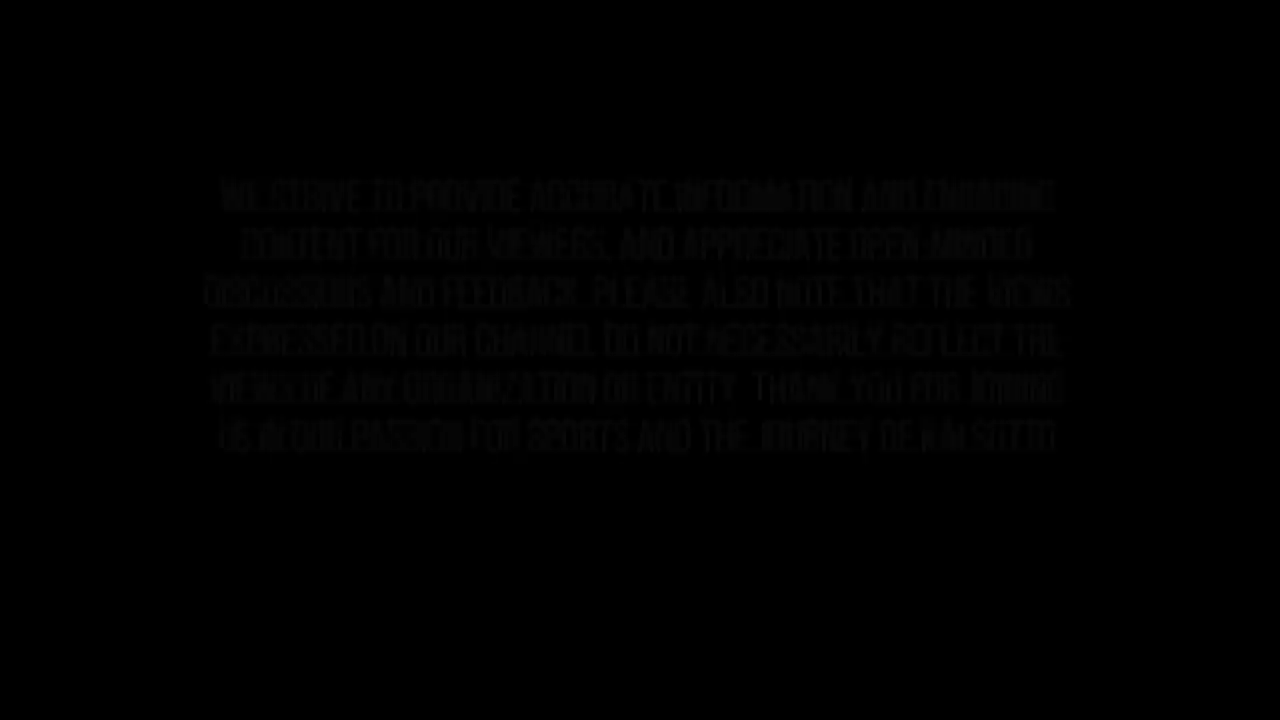 WE STRIVE TO PROVIDE ACCURATE INFORMATION AND ENGAGING
CONTENT FOR OUR VIEWERS, AND APPRECIATE OPEN-MINDED
DISCUSSIONS AND FEEDBACK. PLEASE ALSO NOTE THAT THE VIEWS
EXPRESSED ON OUR CHANNEL DO NOT NECESSARILY REFLECT THE
VIEWS OF ANY ORGANIZATION OR ENTITY. THANK YOU FOR JOINING
US IN OUR PASSION FOR SPORTS AND THE JOURNEY OF KAI SOTTO